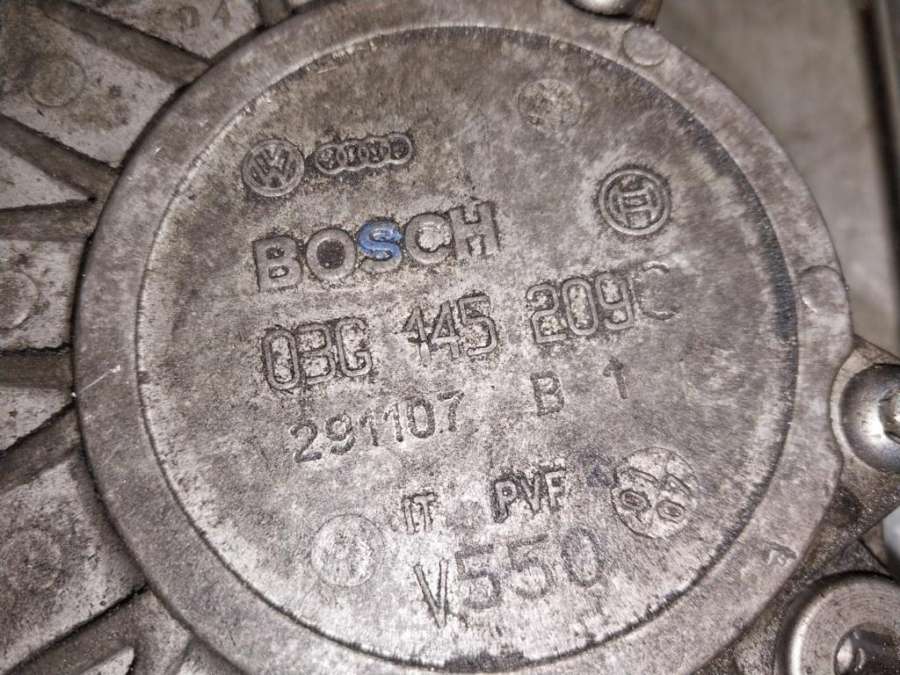 BOSCH
03G 145 209C
291107 B 1
IT PVF
V550